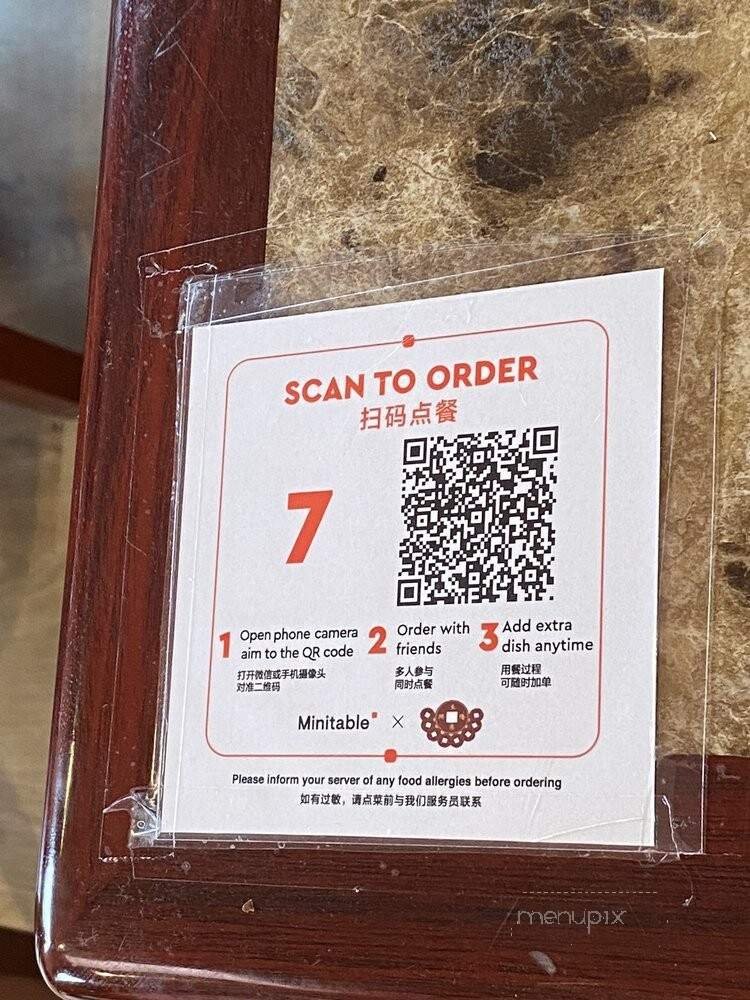 SCAN TO ORDER
扫码点餐
7
1 Open phone camera
aim to the QR code
打开微信或手机摄像头
对准二维码
2 Order with
friends
多人参与
同时点餐
3 Add extra
dish anytime
用餐过程
可随时加单
Minitable ×
Please inform your server of any food allergies before ordering
如有过敏，请点菜前与我们服务员联系
menupix